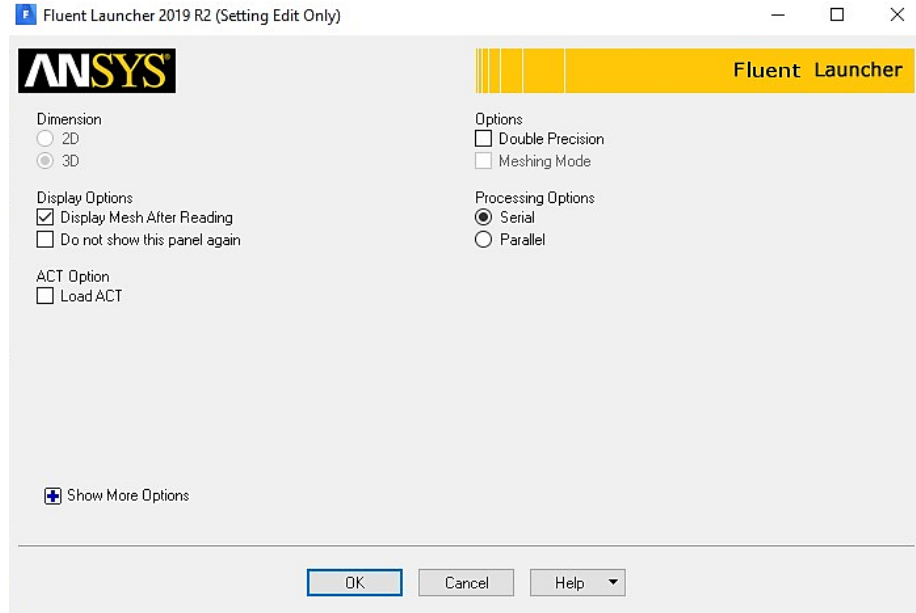 Fluent Launcher 2019 R2 (Setting Edit Only)
ANSYS
Fluent Launcher
Dimension
2D
3D
Options
Double Precision
Meshing Mode
Display Options
Display Mesh After Reading
Do not show this panel again
Processing Options
Serial
Parallel
ACT Option
Load ACT
Show More Options
OK
Cancel
Help